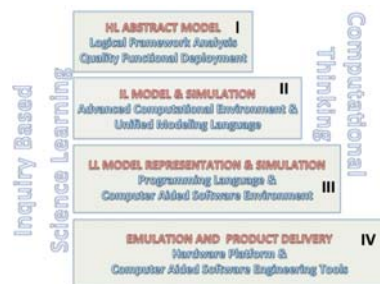 HL ABSTRACT MODEL I
Logical Framework Analysis
Quality Functional Deployment
IL MODEL & SIMULATION II
Advanced Computational Environment &
Unified Modeling Language
LL MODEL REPRESENTATION & SIMULATION
Programming Language &
Computer Aided Software Environment III
EMULATION AND PRODUCT DELIVERY IV
Hardware Platform &
Computer Aided Software Engineering Tools
Inquiry Based
Science Learning
Computational
Thinking